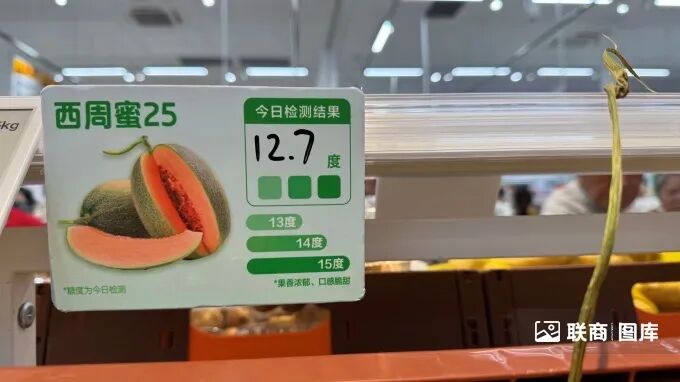 西周蜜25
今日检测结果
12.7 度
13度
14度
15度
*糖度为今日检测
*果香浓郁、口感脆甜
kg
联商 图库